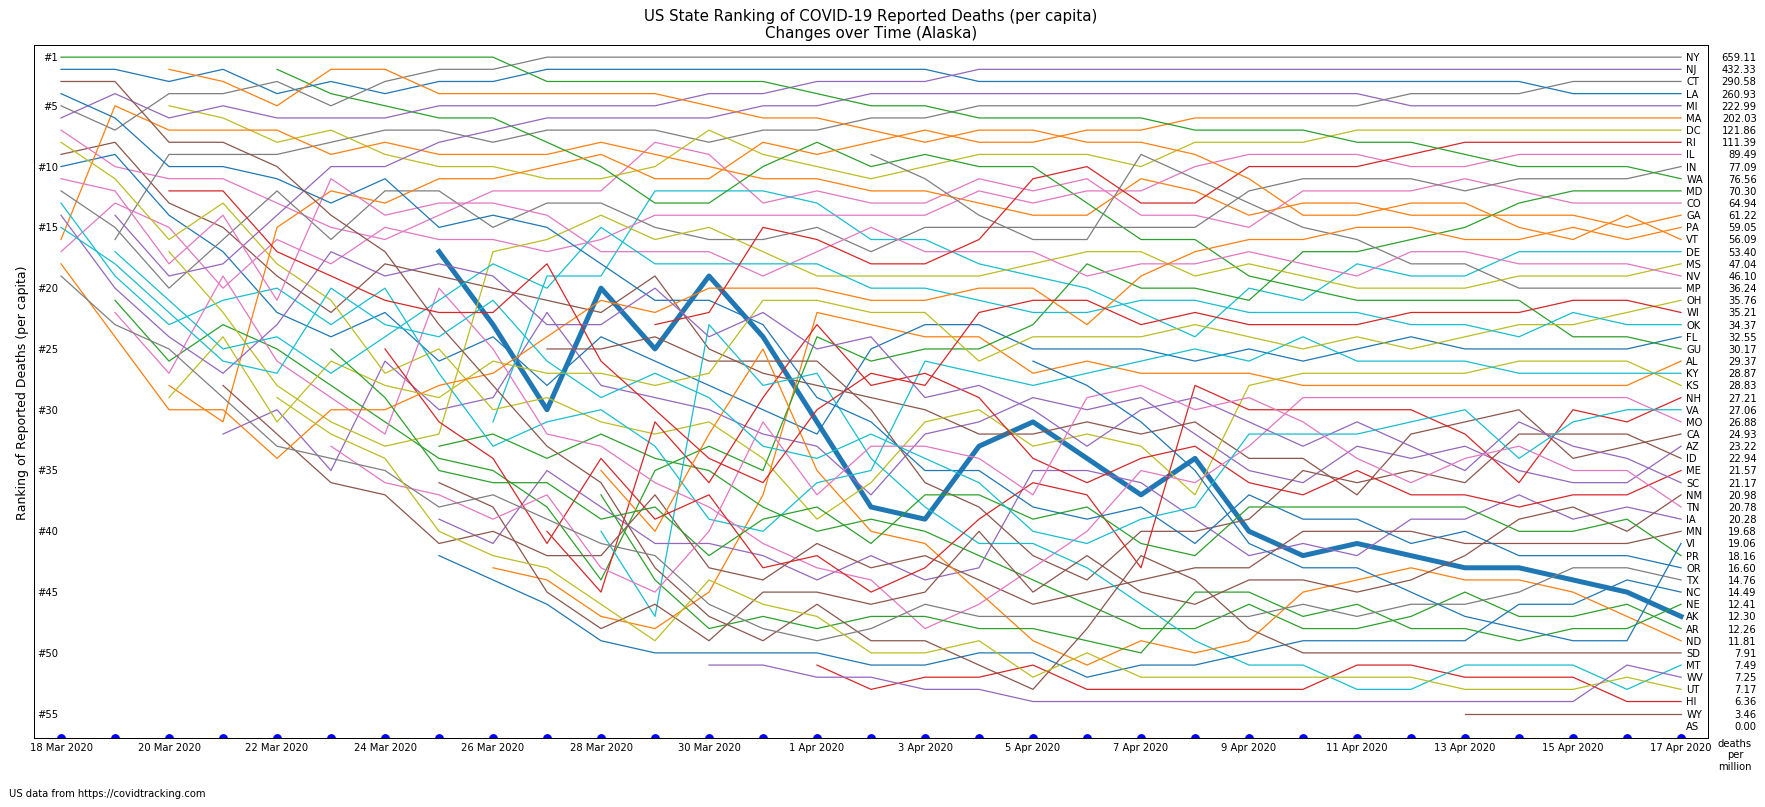 US State Ranking of COVID-19 Reported Deaths (per capita)
Changes over Time (Alaska)
Ranking of Reported Deaths (per capita)
#1
#5
#10
#15
#20
#25
#30
#35
#40
#45
#50
#55
NY 659.11
NJ 432.33
CT 290.58
LA 260.93
MI 222.99
MA 202.03
DC 121.86
RI 111.39
IL 89.49
IN 77.09
WA 76.56
MD 70.30
CO 64.94
GA 61.22
PA 59.05
VT 56.09
DE 53.40
MS 47.04
NV 46.10
MP 36.24
OH 35.76
WI 35.21
OK 34.37
FL 32.55
GU 30.17
AL 29.37
KY 28.87
KS 28.83
NH 27.21
VA 27.06
MO 26.88
CA 24.93
AZ 23.22
ID 22.94
ME 21.57
SC 21.17
NM 20.98
TN 20.78
IA 20.28
MN 19.68
VI 19.06
PR 18.16
OR 16.60
TX 14.76
NC 14.49
NE 12.41
AK 12.30
AR 12.26
ND 11.81
SD 7.91
MT 7.49
WV 7.25
UT 7.17
HI 6.36
WY 3.46
AS 0.00
18 Mar 2020 20 Mar 2020 22 Mar 2020 24 Mar 2020 26 Mar 2020 28 Mar 2020 30 Mar 2020 1 Apr 2020 3 Apr 2020 5 Apr 2020 7 Apr 2020 9 Apr 2020 11 Apr 2020 13 Apr 2020 15 Apr 2020 17 Apr 2020
deaths
per
million
US data from https://covidtracking.com